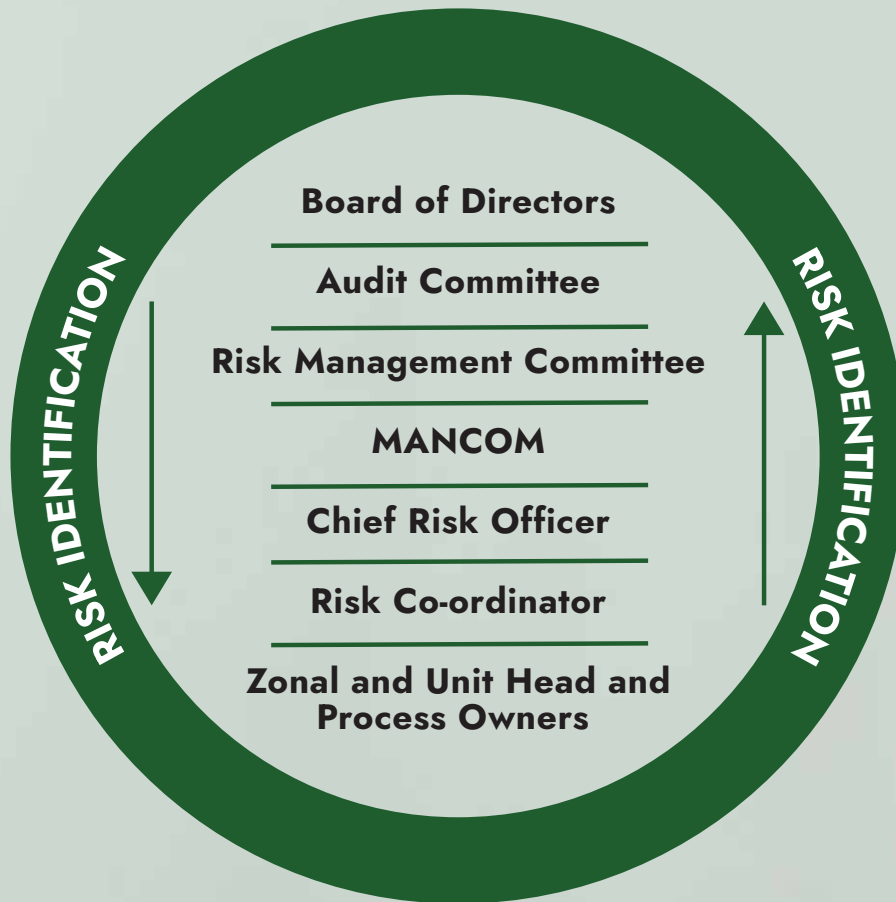 Board of Directors
Audit Committee
Risk Management Committee
MANCOM
Chief Risk Officer
Risk Co-ordinator
Zonal and Unit Head and
Process Owners
RISK IDENTIFICATION
RISK IDENTIFICATION